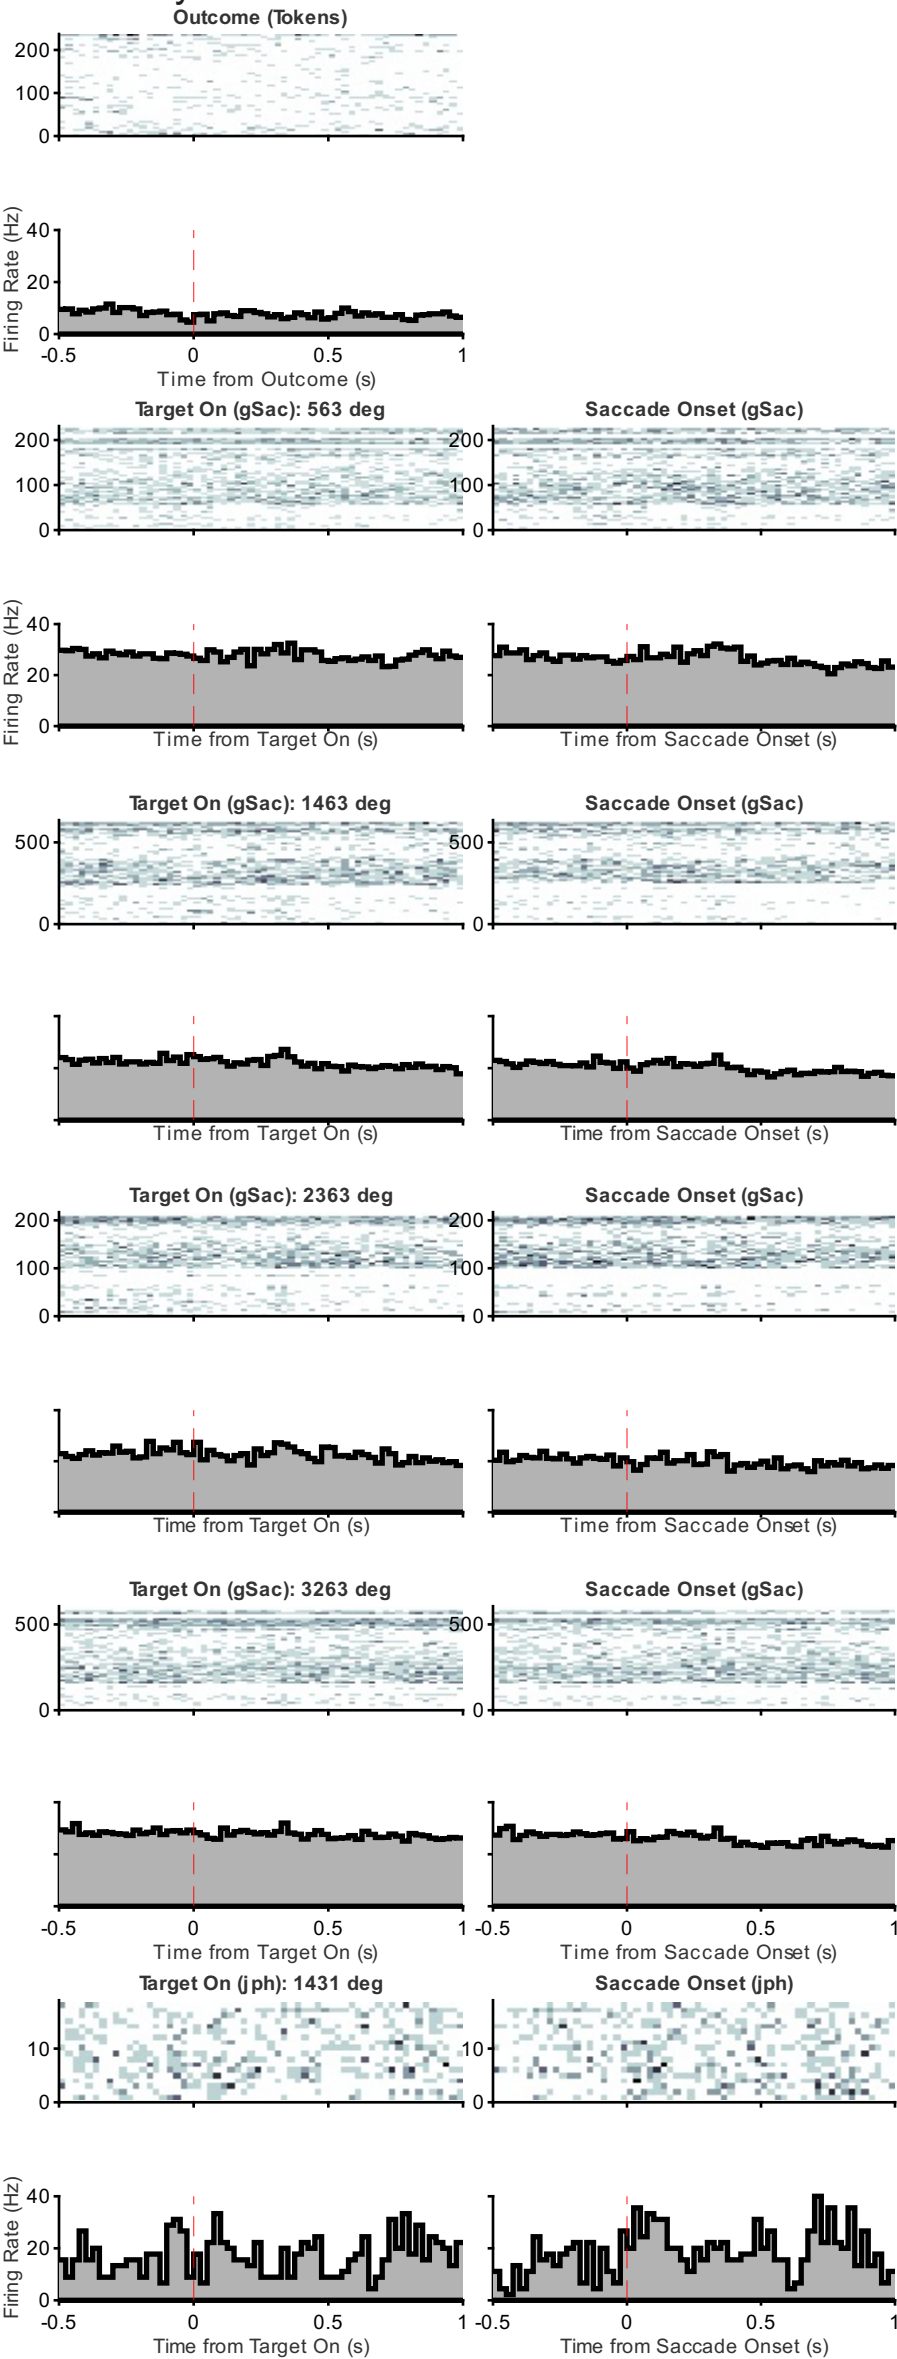 Outcome (Tokens)
200
100
0
Firing Rate (Hz)
40
20
0
-0.5 0 0.5 1
Time from Outcome (s)
Target On (gSac): 563 deg Saccade Onset (gSac)
200 200
100 100
0 0
Firing Rate (Hz)
40
20
0
Time from Target On (s) Time from Saccade Onset (s)
Target On (gSac): 1463 deg Saccade Onset (gSac)
500 500
0 0
Time from Target On (s) Time from Saccade Onset (s)
Target On (gSac): 2363 deg Saccade Onset (gSac)
200 200
100 100
0 0
Time from Target On (s) Time from Saccade Onset (s)
Target On (gSac): 3263 deg Saccade Onset (gSac)
500 500
0 0
-0.5 0 0.5 1 -0.5 0 0.5 1
Time from Target On (s) Time from Saccade Onset (s)
Target On (jph): 1431 deg Saccade Onset (jph)
10 10
0 0
Firing Rate (Hz)
40
20
0
-0.5 0 0.5 1 -0.5 0 0.5 1
Time from Target On (s) Time from Saccade Onset (s)